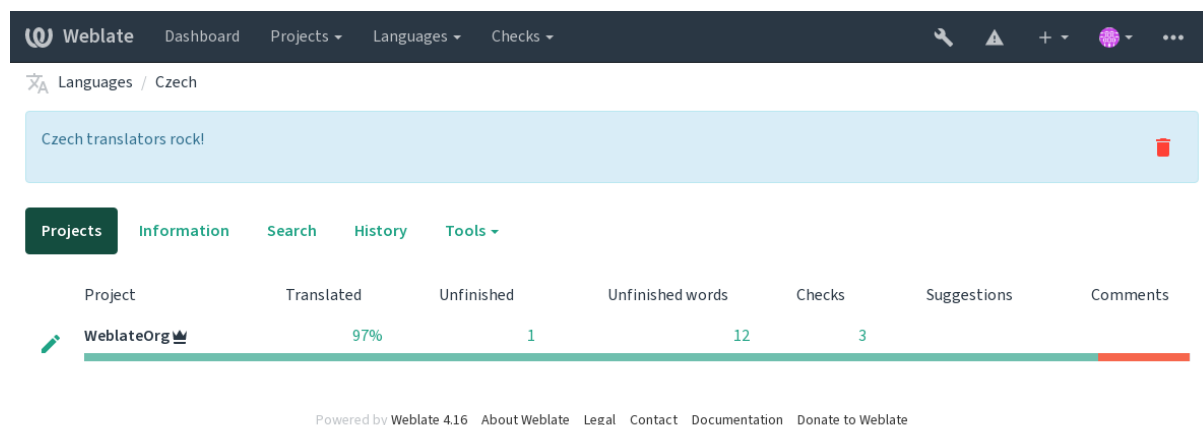 Weblate Dashboard Projects Languages Checks
Languages / Czech
Czech translators rock!
Projects Information Search History Tools
Project Translated Unfinished Unfinished words Checks Suggestions Comments
WeblateOrg 97% 1 12 3
Powered by Weblate 4.16 About Weblate Legal Contact Documentation Donate to Weblate